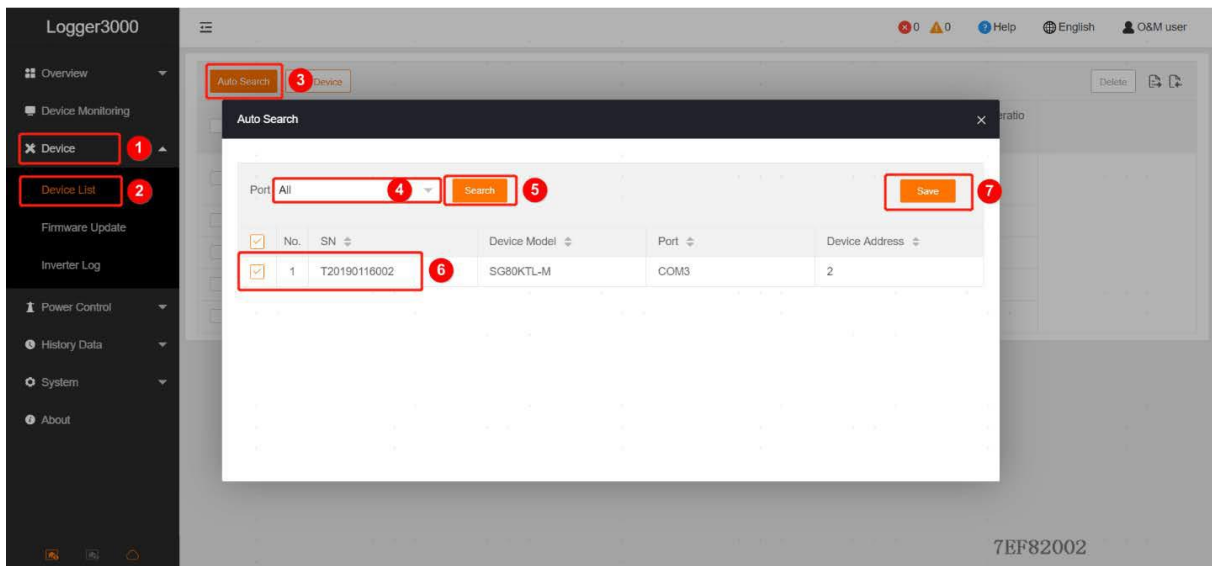 Logger3000
0 0 Help English O&M user
Overview
Device Monitoring
Device 1
Device List 2
Firmware Update
Inverter Log
Power Control
History Data
System
About
Auto Search 3 Device
Delete
Auto Search
Port All 4 Search 5 Save 7
No. SN Device Model Port Device Address
1 T20190116002 6 SG80KTL-M COM3 2
7EF82002